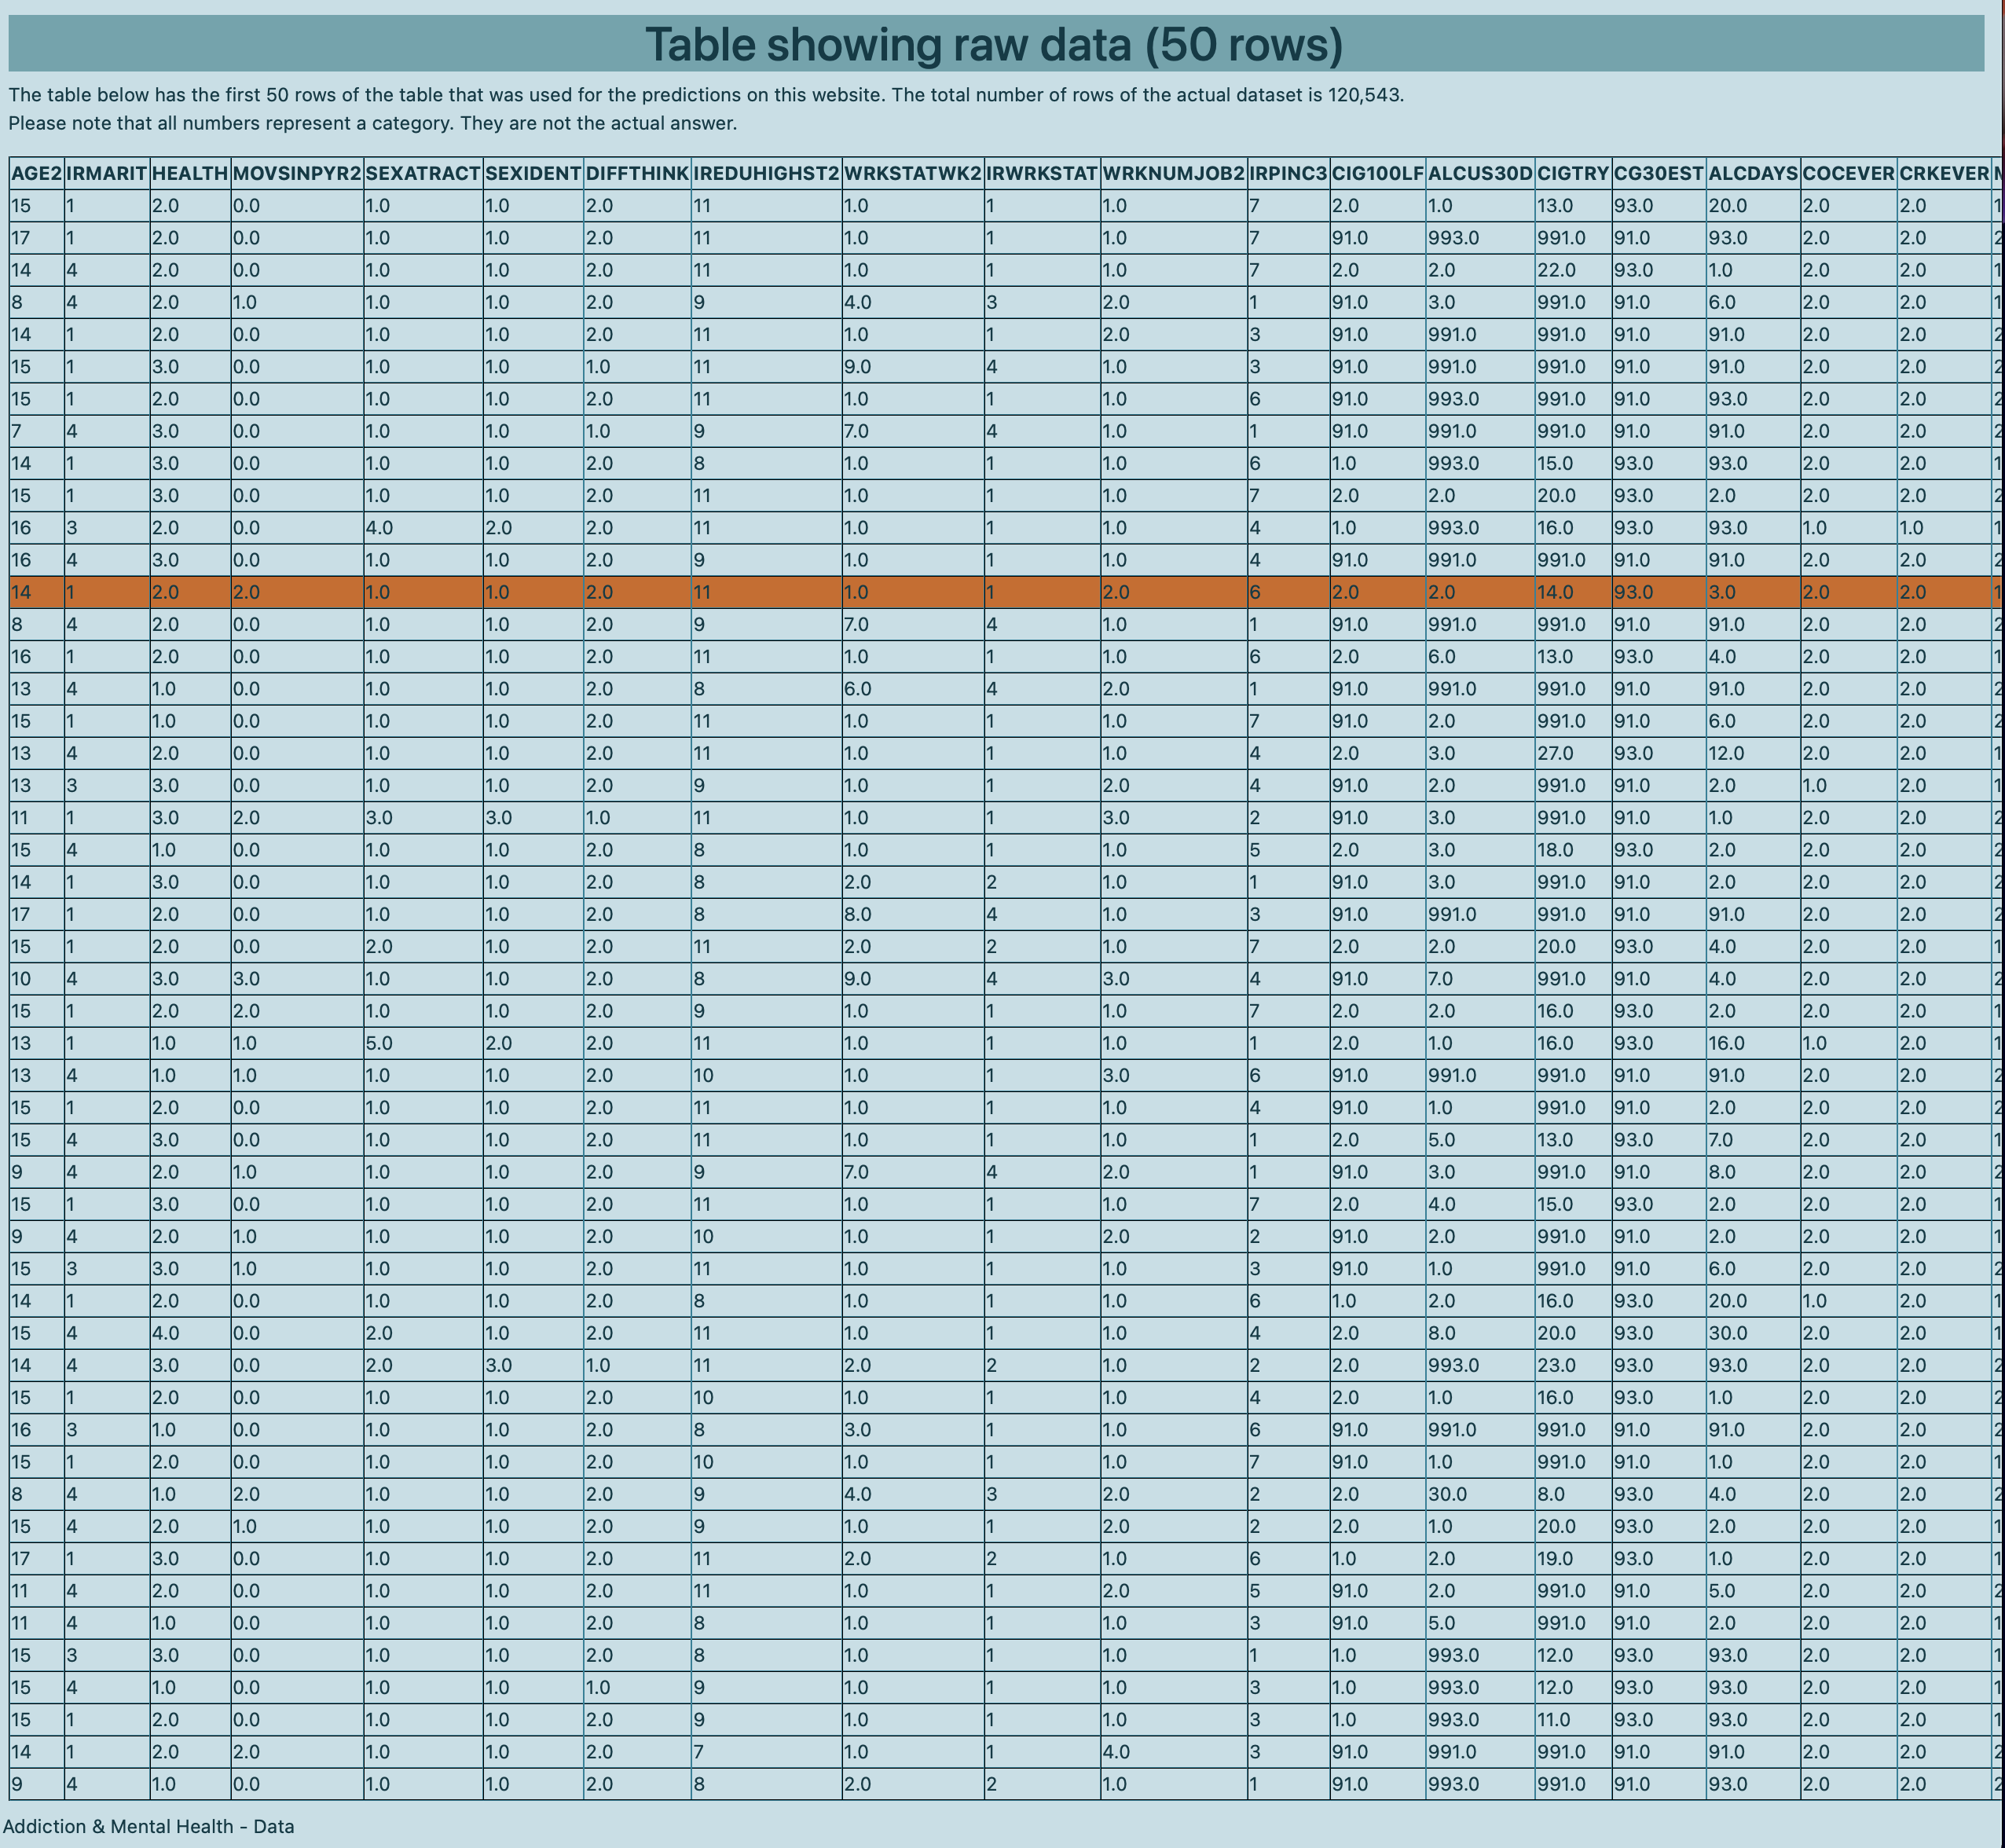 Table showing raw data (50 rows)
The table below has the first 50 rows of the table that was used for the predictions on this website. The total number of rows of the actual dataset is 120,543.
Please note that all numbers represent a category. They are not the actual answer.
AGE2 IRMARIT HEALTH MOVSINPYR2 SEXATRACT SEXIDENT DIFFTHINK IREDUHIGHST2 WRKSTATWK2 IRWRKSTAT WRKNUMJOB2 IRPINC3 CIG100LF ALCUS30D CIGTRY CG30EST ALCDAYS COCEVER CRKEVER
15 1 2.0 0.0 1.0 1.0 2.0 11 1.0 1 1.0 7 2.0 1.0 13.0 93.0 20.0 2.0 2.0 1
17 1 2.0 0.0 1.0 1.0 2.0 11 1.0 1 1.0 7 91.0 993.0 991.0 91.0 93.0 2.0 2.0 2
14 4 2.0 0.0 1.0 1.0 2.0 11 1.0 1 1.0 7 2.0 2.0 22.0 93.0 1.0 2.0 2.0 1
8 4 2.0 1.0 1.0 1.0 2.0 9 4.0 3 2.0 1 91.0 3.0 991.0 91.0 6.0 2.0 2.0 1
14 1 2.0 0.0 1.0 1.0 2.0 11 1.0 1 2.0 3 91.0 991.0 991.0 91.0 91.0 2.0 2.0 2
15 1 3.0 0.0 1.0 1.0 1.0 11 9.0 4 1.0 3 91.0 991.0 991.0 91.0 91.0 2.0 2.0 2
15 1 2.0 0.0 1.0 1.0 2.0 11 1.0 1 1.0 6 91.0 993.0 991.0 91.0 93.0 2.0 2.0 2
7 4 3.0 0.0 1.0 1.0 1.0 9 7.0 4 1.0 1 91.0 991.0 991.0 91.0 91.0 2.0 2.0 2
14 1 3.0 0.0 1.0 1.0 2.0 8 1.0 1 1.0 6 1.0 993.0 15.0 93.0 93.0 2.0 2.0 1
15 1 3.0 0.0 1.0 1.0 2.0 11 1.0 1 1.0 7 2.0 2.0 20.0 93.0 2.0 2.0 2.0 2
16 3 2.0 0.0 4.0 2.0 2.0 11 1.0 1 1.0 4 1.0 993.0 16.0 93.0 93.0 1.0 1.0 1
16 4 3.0 0.0 1.0 1.0 2.0 9 1.0 1 1.0 4 91.0 991.0 991.0 91.0 91.0 2.0 2.0 2
14 1 2.0 2.0 1.0 1.0 2.0 11 1.0 1 2.0 6 2.0 2.0 14.0 93.0 3.0 2.0 2.0 1
8 4 2.0 0.0 1.0 1.0 2.0 9 7.0 4 1.0 1 91.0 991.0 991.0 91.0 91.0 2.0 2.0 2
16 1 2.0 0.0 1.0 1.0 2.0 11 1.0 1 1.0 6 2.0 6.0 13.0 93.0 4.0 2.0 2.0 1
13 4 1.0 0.0 1.0 1.0 2.0 8 6.0 4 2.0 1 91.0 991.0 991.0 91.0 91.0 2.0 2.0 2
15 1 1.0 0.0 1.0 1.0 2.0 11 1.0 1 1.0 7 91.0 2.0 991.0 91.0 6.0 2.0 2.0 2
13 4 2.0 0.0 1.0 1.0 2.0 11 1.0 1 1.0 4 2.0 3.0 27.0 93.0 12.0 2.0 2.0 1
13 3 3.0 0.0 1.0 1.0 2.0 9 1.0 1 2.0 4 91.0 2.0 991.0 91.0 2.0 1.0 2.0 1
11 1 3.0 2.0 3.0 3.0 1.0 11 1.0 1 3.0 2 91.0 3.0 991.0 91.0 1.0 2.0 2.0 2
15 4 1.0 0.0 1.0 1.0 2.0 8 1.0 1 1.0 5 2.0 3.0 18.0 93.0 2.0 2.0 2.0 2
14 1 3.0 0.0 1.0 1.0 2.0 8 2.0 2 1.0 1 91.0 3.0 991.0 91.0 2.0 2.0 2.0 2
17 1 2.0 0.0 1.0 1.0 2.0 8 8.0 4 1.0 3 91.0 991.0 991.0 91.0 91.0 2.0 2.0 2
15 1 2.0 0.0 2.0 1.0 2.0 11 2.0 2 1.0 7 2.0 2.0 20.0 93.0 4.0 2.0 2.0 1
10 4 3.0 3.0 1.0 1.0 2.0 8 9.0 4 3.0 4 91.0 7.0 991.0 91.0 4.0 2.0 2.0 1
15 1 2.0 2.0 1.0 1.0 2.0 9 1.0 1 1.0 7 2.0 2.0 16.0 93.0 2.0 2.0 2.0 1
13 1 1.0 1.0 5.0 2.0 2.0 11 1.0 1 1.0 1 2.0 1.0 16.0 93.0 16.0 1.0 2.0 1
13 4 1.0 1.0 1.0 1.0 2.0 10 1.0 1 3.0 6 91.0 991.0 991.0 91.0 91.0 2.0 2.0 2
15 1 2.0 0.0 1.0 1.0 2.0 11 1.0 1 1.0 4 91.0 1.0 991.0 91.0 2.0 2.0 2.0 2
15 4 3.0 0.0 1.0 1.0 2.0 11 1.0 1 1.0 1 2.0 5.0 13.0 93.0 7.0 2.0 2.0 1
9 4 2.0 1.0 1.0 1.0 2.0 9 7.0 4 2.0 1 91.0 3.0 991.0 91.0 8.0 2.0 2.0 2
15 1 3.0 0.0 1.0 1.0 2.0 11 1.0 1 1.0 7 2.0 4.0 15.0 93.0 2.0 2.0 2.0 1
9 4 2.0 1.0 1.0 1.0 2.0 10 1.0 1 2.0 2 91.0 2.0 991.0 91.0 2.0 2.0 2.0 1
15 3 3.0 1.0 1.0 1.0 2.0 11 1.0 1 1.0 3 91.0 1.0 991.0 91.0 6.0 2.0 2.0 2
14 1 2.0 0.0 1.0 1.0 2.0 8 1.0 1 1.0 6 1.0 2.0 16.0 93.0 20.0 1.0 2.0 1
15 4 4.0 0.0 2.0 1.0 2.0 11 1.0 1 1.0 4 2.0 8.0 20.0 93.0 30.0 2.0 2.0 1
14 4 3.0 0.0 2.0 3.0 1.0 11 2.0 2 1.0 2 2.0 993.0 23.0 93.0 93.0 2.0 2.0 2
15 1 2.0 0.0 1.0 1.0 2.0 10 1.0 1 1.0 4 2.0 1.0 16.0 93.0 1.0 2.0 2.0 2
16 3 1.0 0.0 1.0 1.0 2.0 8 3.0 1 1.0 6 91.0 991.0 991.0 91.0 91.0 2.0 2.0 2
15 1 2.0 0.0 1.0 1.0 2.0 10 1.0 1 1.0 7 91.0 1.0 991.0 91.0 1.0 2.0 2.0 1
8 4 1.0 2.0 1.0 1.0 2.0 9 4.0 3 2.0 2 2.0 30.0 8.0 93.0 4.0 2.0 2.0 2
15 4 2.0 1.0 1.0 1.0 2.0 9 1.0 1 2.0 2 2.0 1.0 20.0 93.0 2.0 2.0 2.0 1
17 1 3.0 0.0 1.0 1.0 2.0 11 2.0 2 1.0 6 1.0 2.0 19.0 93.0 1.0 2.0 2.0 1
11 4 2.0 0.0 1.0 1.0 2.0 11 1.0 1 2.0 5 91.0 2.0 991.0 91.0 5.0 2.0 2.0 2
11 4 1.0 0.0 1.0 1.0 2.0 8 1.0 1 1.0 3 91.0 5.0 991.0 91.0 2.0 2.0 2.0 2
15 3 3.0 0.0 1.0 1.0 2.0 8 1.0 1 1.0 1 1.0 993.0 12.0 93.0 93.0 2.0 2.0 1
15 4 1.0 0.0 1.0 1.0 1.0 9 1.0 1 1.0 3 1.0 993.0 12.0 93.0 93.0 2.0 2.0 1
15 1 2.0 0.0 1.0 1.0 2.0 9 1.0 1 1.0 3 1.0 993.0 11.0 93.0 93.0 2.0 2.0 1
14 1 2.0 2.0 1.0 1.0 2.0 7 1.0 1 4.0 3 91.0 991.0 991.0 91.0 91.0 2.0 2.0 2
9 4 1.0 0.0 1.0 1.0 2.0 8 2.0 2 1.0 1 91.0 993.0 991.0 91.0 93.0 2.0 2.0 2
Addiction & Mental Health - Data